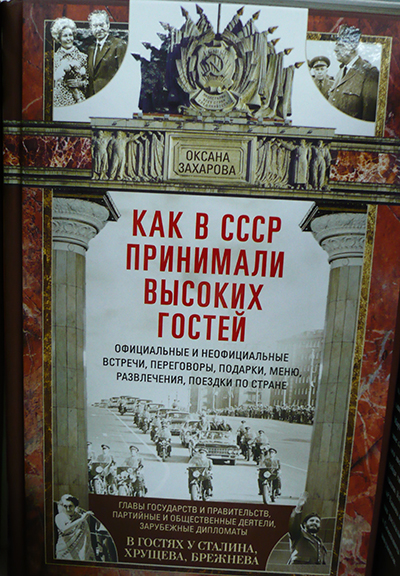 ОКСАНА
ЗАХАРОВА
КАК В СССР
ПРИНИМАЛИ
ВЫСОКИХ
ГОСТЕЙ
ОФИЦИАЛЬНЫЕ И НЕОФИЦИАЛЬНЫЕ
ВСТРЕЧИ, ПЕРЕГОВОРЫ, ПОДАРКИ, МЕНЮ,
РАЗВЛЕЧЕНИЯ, ПОЕЗДКИ ПО СТРАНЕ
ГЛАВЫ ГОСУДАРСТВ И ПРАВИТЕЛЬСТВ,
ПАРТИЙНЫЕ И ОБЩЕСТВЕННЫЕ ДЕЯТЕЛИ,
ЗАРУБЕЖНЫЕ ДИПЛОМАТЫ
В ГОСТЯХ У СТАЛИНА,
ХРУЩЕВА, БРЕЖНЕВА